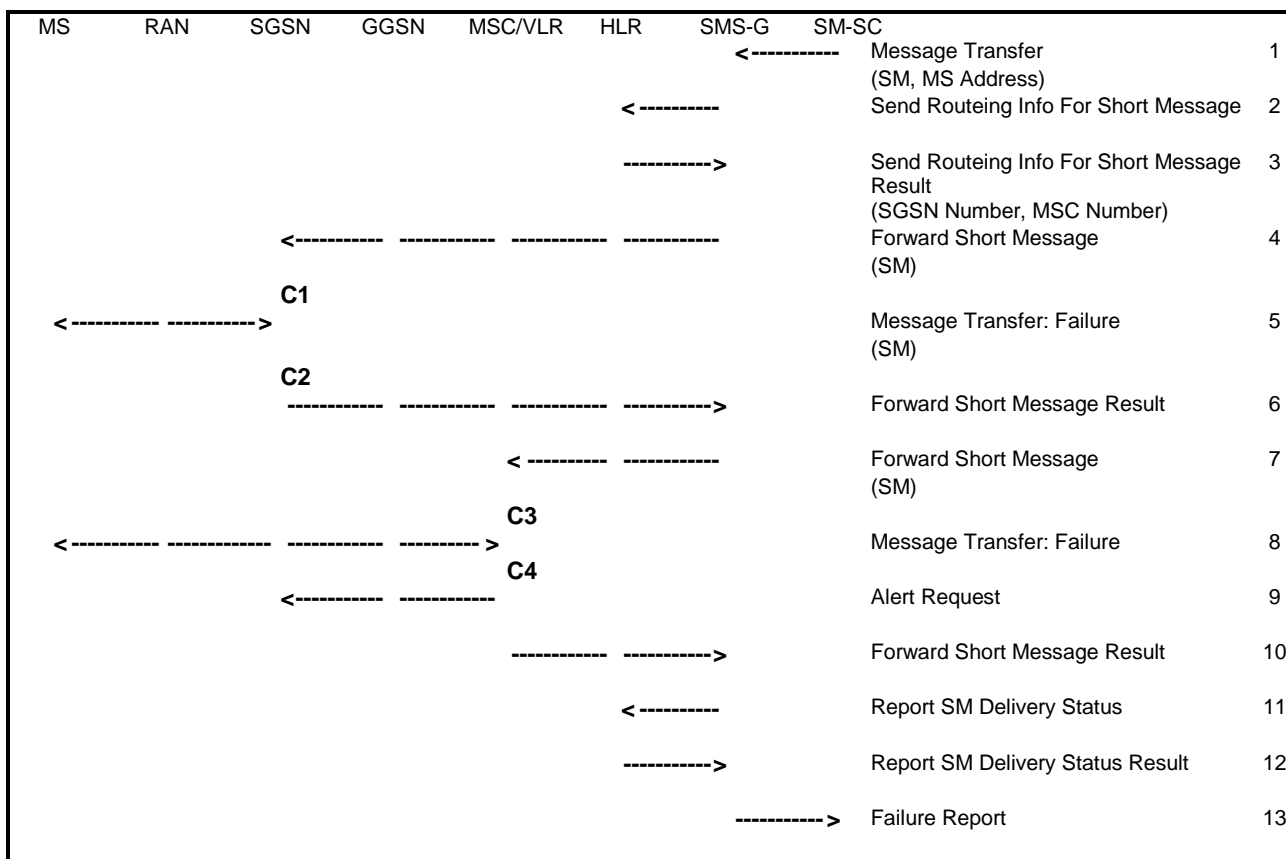 MS RAN SGSN GGSN MSC/VLR HLR SMS-G SM-SC
Message Transfer 1
(SM, MS Address)
Send Routeing Info For Short Message 2
Send Routeing Info For Short Message 3
Result
(SGSN Number, MSC Number)
Forward Short Message 4
(SM)
C1
Message Transfer: Failure 5
(SM)
C2
Forward Short Message Result 6
Forward Short Message 7
(SM)
C3
Message Transfer: Failure 8
C4
Alert Request 9
Forward Short Message Result 10
Report SM Delivery Status 11
Report SM Delivery Status Result 12
Failure Report 13